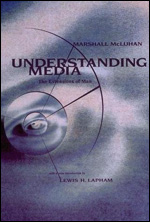 MARSHALL McLUHAN
UNDERSTANDING
MEDIA
The Extensions of Man
LEWIS H. LAPHAM